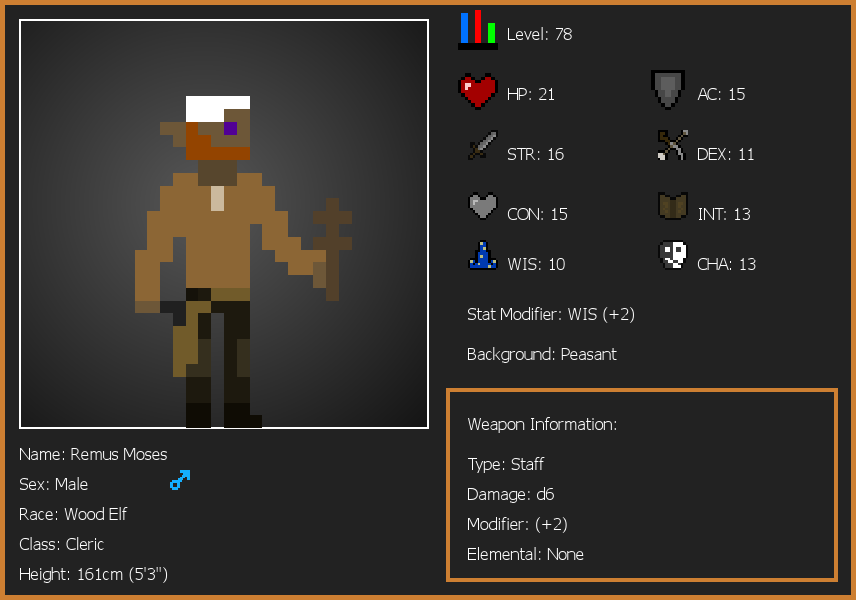 Level: 78
HP: 21
AC: 15
STR: 16
DEX: 11
CON: 15
INT: 13
WIS: 10
CHA: 13
Stat Modifier: WIS (+2)
Background: Peasant
Weapon Information:
Type: Staff
Damage: d6
Modifier: (+2)
Elemental: None
Name: Remus Moses
Sex: Male
Race: Wood Elf
Class: Cleric
Height: 161cm (5'3")